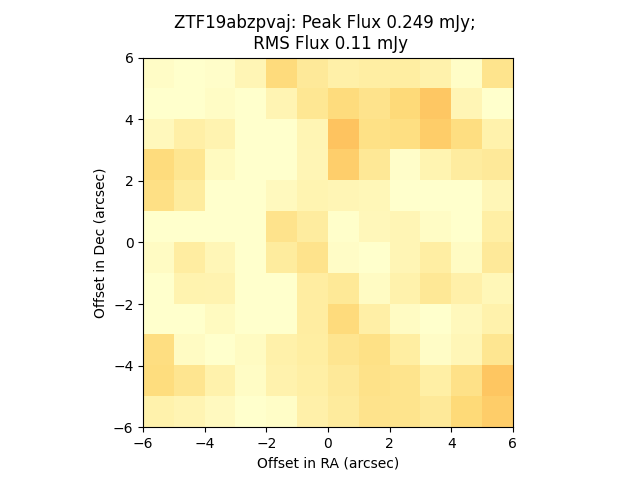 ZTF19abzpvaj: Peak Flux 0.249 mJy;
RMS Flux 0.11 mJy
6
4
2
0
−2
−4
−6
Offset in Dec (arcsec)
−6 −4 −2 0 2 4 6
Offset in RA (arcsec)